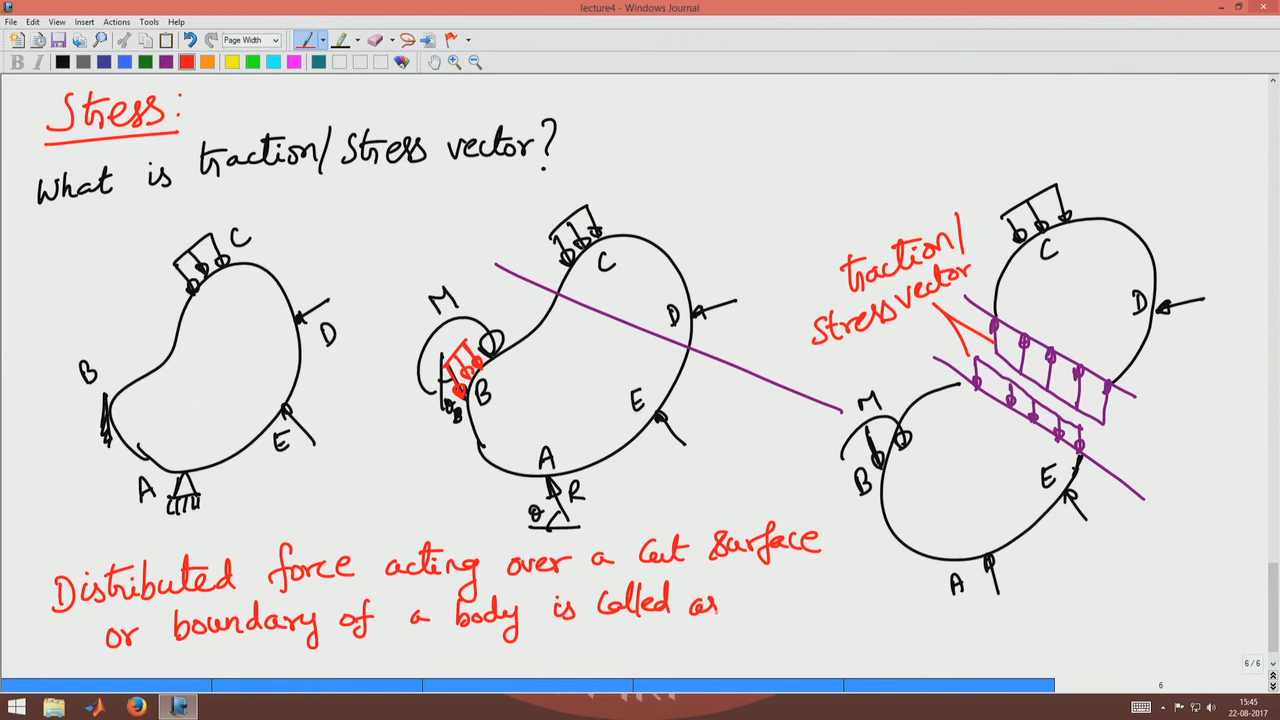 lecture4 - Windows Journal
File Edit View Insert Actions Tools Help
Page Width
B I
Stress:
What is traction/ Stress vector?
C
D
B
E
A
C
M
D
B
E
A
R
θ
C
D
traction/
stress vector
M
B
E
A
Distributed force acting over a cut surface
or boundary of a body is called as
6/6
6
15:45
22-08-2017